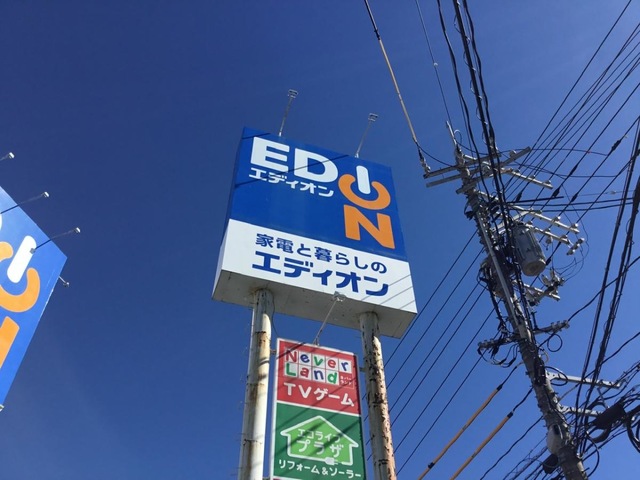 EDION
エディオン
家電と暮らしの
エディオン
Never
Land
TVゲーム
エコライフ
プラザ
リフォーム&ソーラー